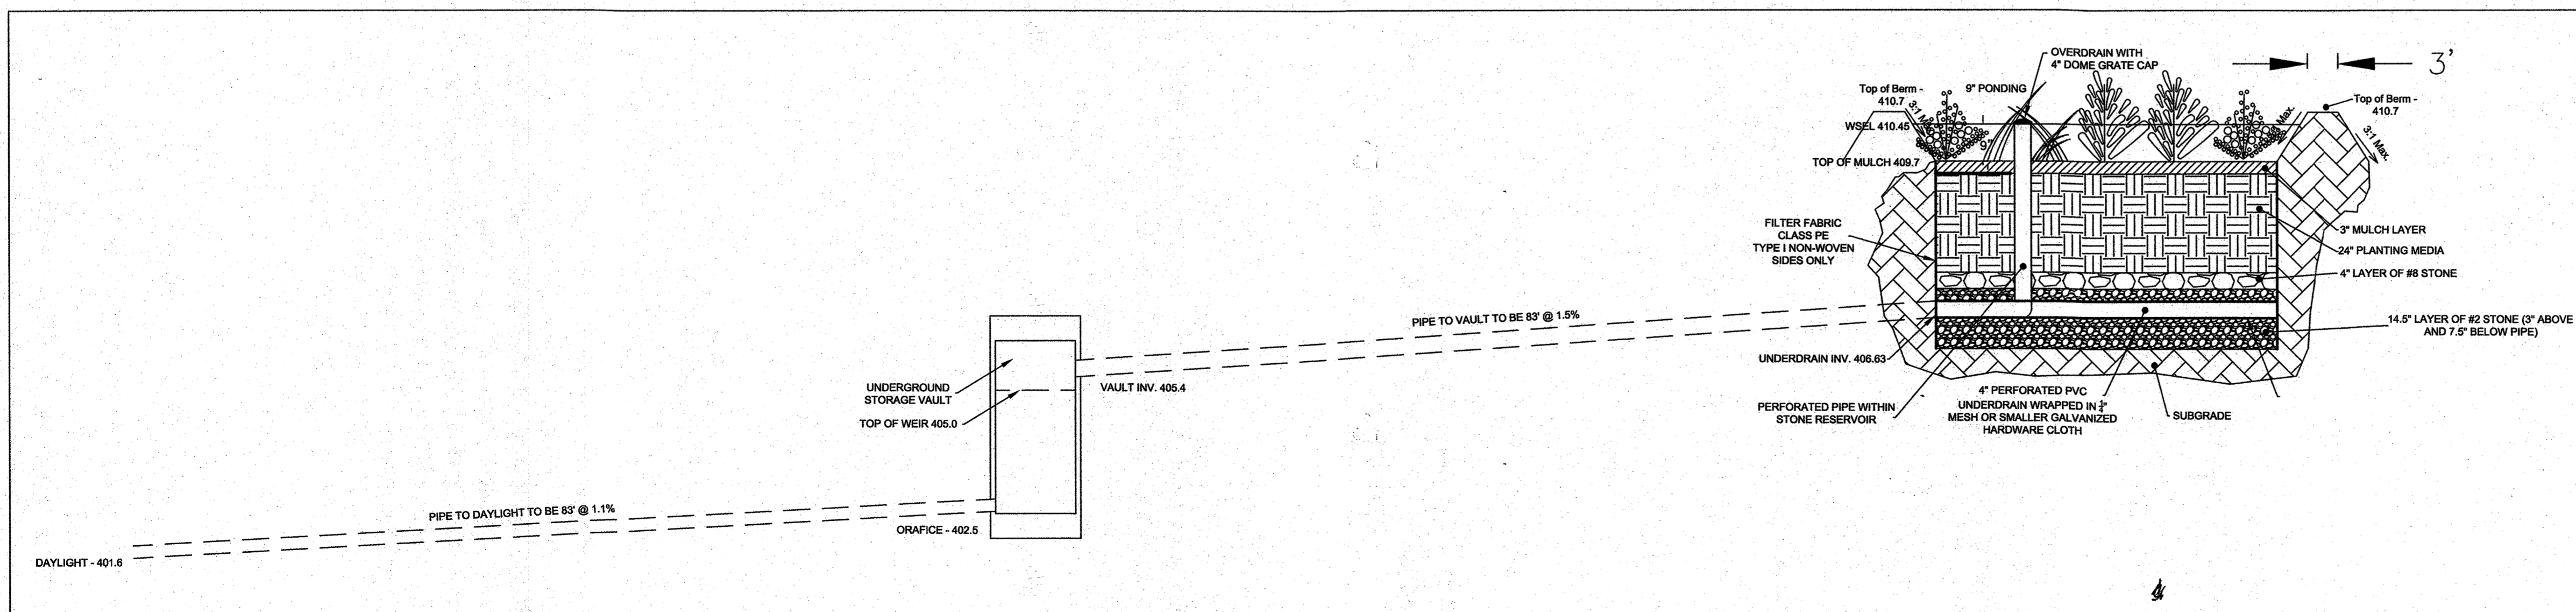 OVERDRAIN WITH
4" DOME GRATE CAP
3'
Top of Berm -
410.7
9" PONDING
Top of Berm -
410.7
3:1 Max.
WSEL 410.45
9"
Max.
3:1 Max.
TOP OF MULCH 409.7
FILTER FABRIC
CLASS PE
TYPE I NON-WOVEN
SIDES ONLY
3" MULCH LAYER
24" PLANTING MEDIA
4" LAYER OF #8 STONE
14.5" LAYER OF #2 STONE (3" ABOVE
AND 7.5" BELOW PIPE)
PIPE TO VAULT TO BE 83' @ 1.5%
UNDERDRAIN INV. 406.63
UNDERGROUND
STORAGE VAULT
VAULT INV. 405.4
TOP OF WEIR 405.0
PERFORATED PIPE WITHIN
STONE RESERVOIR
4" PERFORATED PVC
UNDERDRAIN WRAPPED IN 1/4"
MESH OR SMALLER GALVANIZED
HARDWARE CLOTH
SUBGRADE
PIPE TO DAYLIGHT TO BE 83' @ 1.1%
ORAFICE - 402.5
DAYLIGHT - 401.6